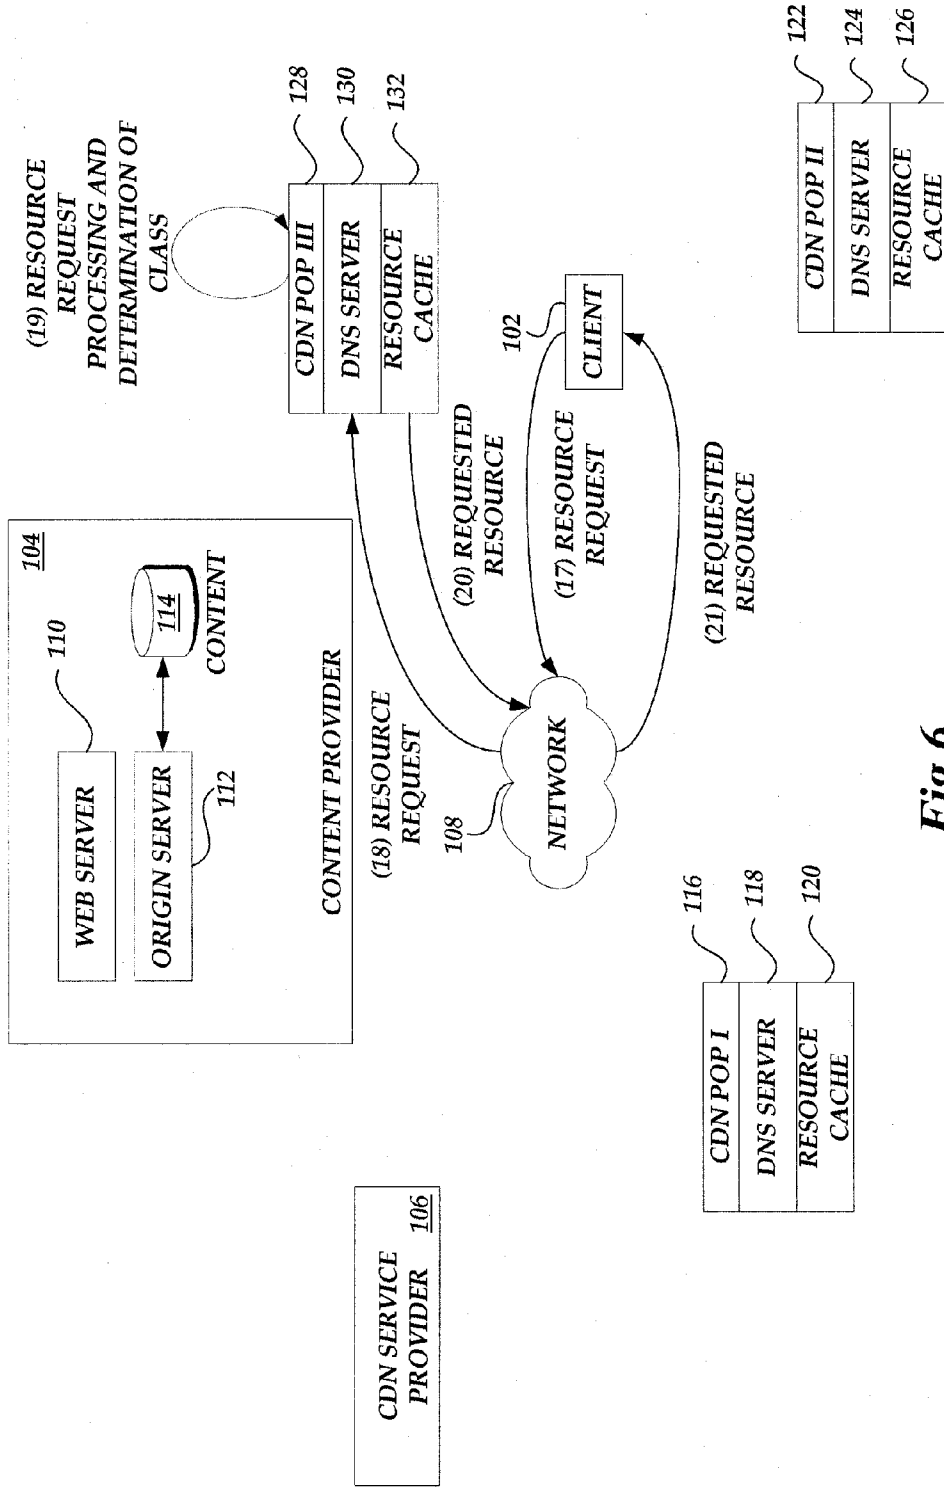 104
110
WEB SERVER
ORIGIN SERVER
112
114
CONTENT
CONTENT PROVIDER
CDN SERVICE
PROVIDER
106
(19) RESOURCE
REQUEST
PROCESSING AND
DETERMINATION OF
CLASS
CDN POP III
DNS SERVER
RESOURCE
CACHE
128
130
132
(18) RESOURCE
REQUEST
(20) REQUESTED
RESOURCE
(17) RESOURCE
REQUEST
102
CLIENT
108
NETWORK
(21) REQUESTED
RESOURCE
CDN POP I
DNS SERVER
RESOURCE
CACHE
116
118
120
CDN POP II
DNS SERVER
RESOURCE
CACHE
122
124
126
Fig.6